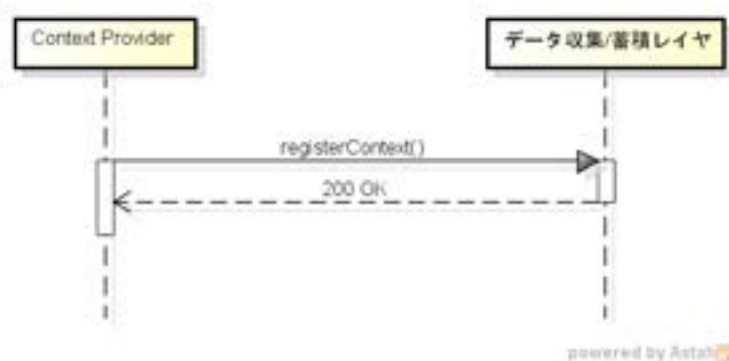 Context Provider
データ収集/蓄積レイヤ
registerContext()
200 OK
powered by Astah